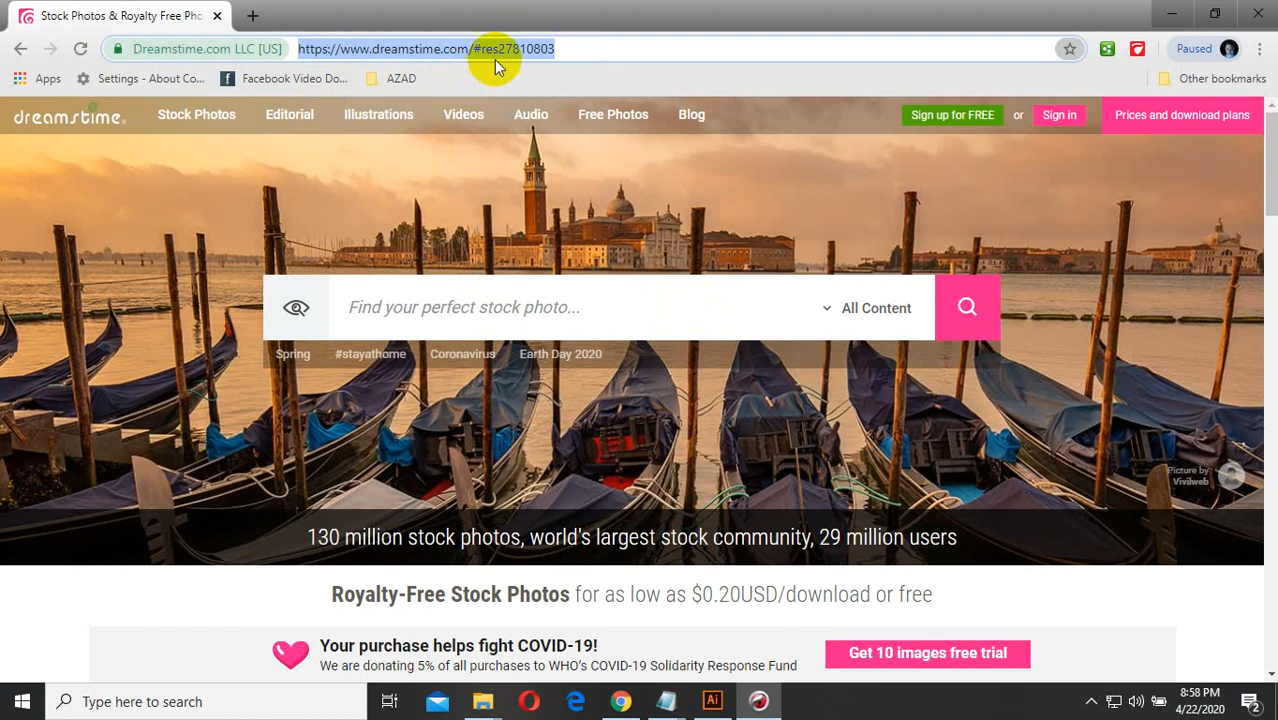 Stock Photos & Royalty Free Pho
Dreamstime.com LLC [US]
https://www.dreamstime.com/#res27810803
Paused
Apps
Settings - About Co...
Facebook Video Do...
AZAD
Other bookmarks
dreamstime
Stock Photos
Editorial
Illustrations
Videos
Audio
Free Photos
Blog
Sign up for FREE
or
Sign in
Prices and download plans
Find your perfect stock photo...
All Content
Spring
#stayathome
Coronavirus
Earth Day 2020
Picture by
Vivilweb
130 million stock photos, world's largest stock community, 29 million users
Royalty-Free Stock Photos for as low as $0.20USD/download or free
Your purchase helps fight COVID-19!
We are donating 5% of all purchases to WHO's COVID-19 Solidarity Response Fund
Get 10 images free trial
Type here to search
Ai
8:58 PM
4/22/2020
2